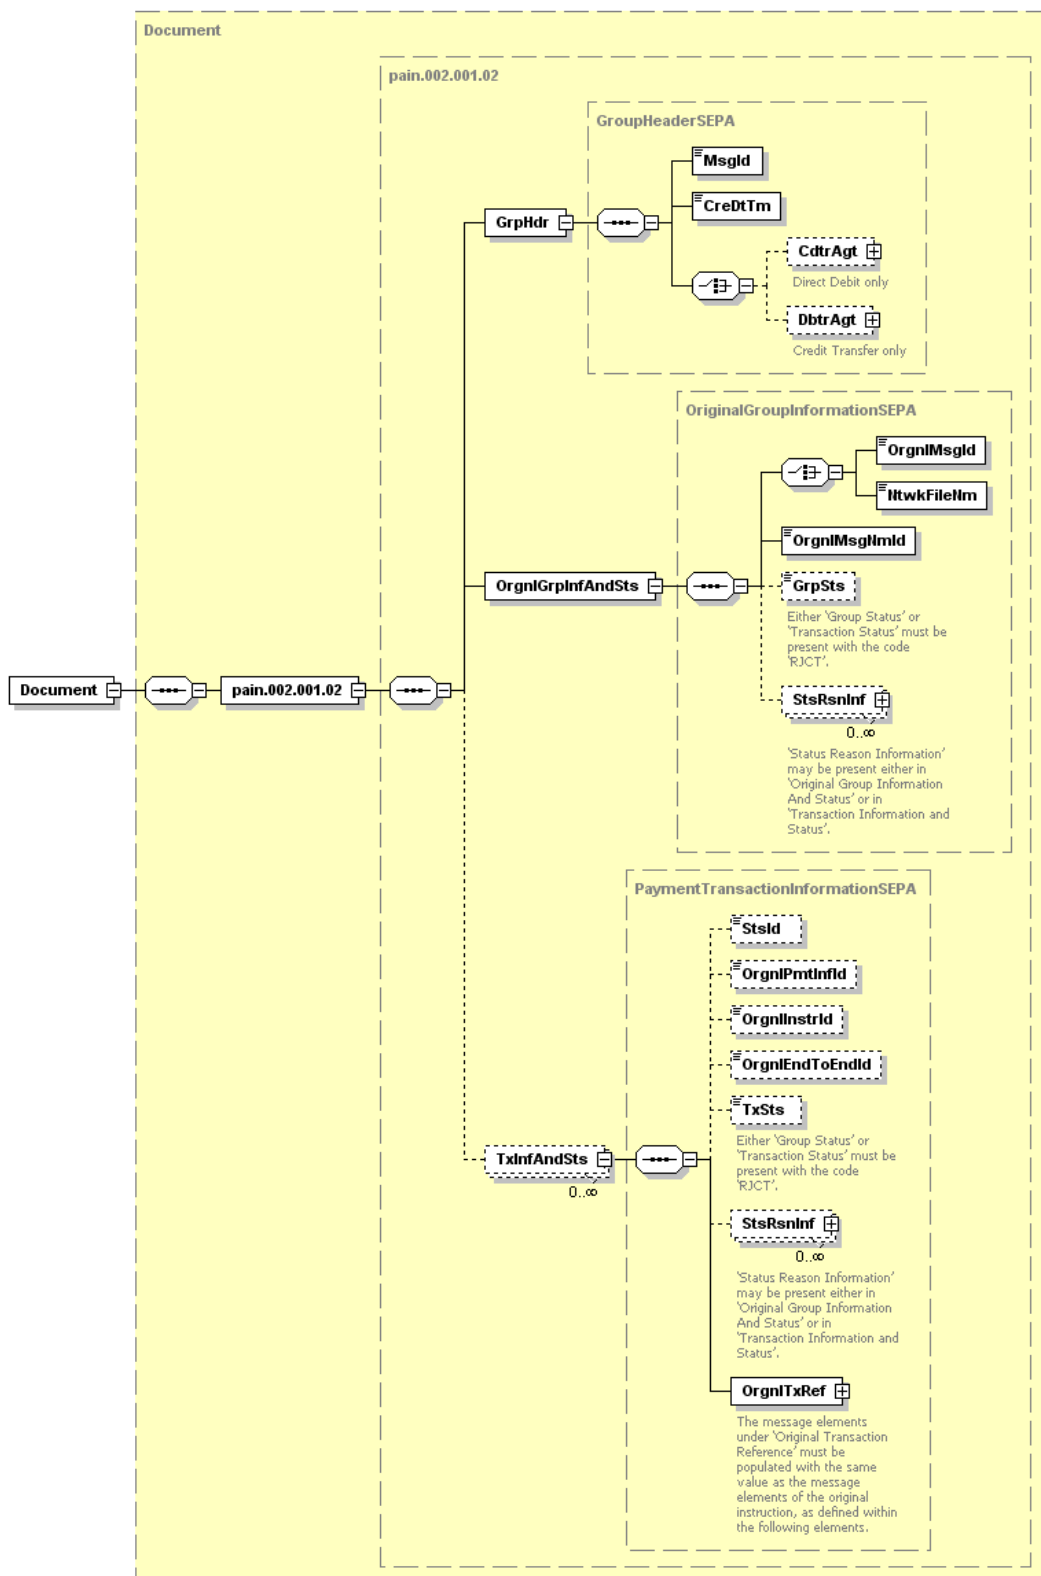 Document
pain.002.001.02
GroupHeaderSEPA
MsgId
CreDtTm
GrpHdr
CdtrAgt
Direct Debit only
DbtrAgt
Credit Transfer only
OriginalGroupInformationSEPA
OrgnlMsgId
NtwkFileNm
OrgnlMsgNmId
OrgnlGrpInfAndSts
GrpSts
Either 'Group Status' or
'Transaction Status' must be
present with the code
'RJCT'.
Document
pain.002.001.02
StsRsnInf
0..∞
'Status Reason Information'
may be present either in
'Original Group Information
And Status' or in
'Transaction Information and
Status'.
PaymentTransactionInformationSEPA
StsId
OrgnlPmtInfId
OrgnlInstrId
OrgnlEndToEndId
TxSts
Either 'Group Status' or
'Transaction Status' must be
present with the code
'RJCT'.
TxInfAndSts
0..∞
StsRsnInf
0..∞
'Status Reason Information'
may be present either in
'Original Group Information
And Status' or in
'Transaction Information and
Status'.
OrgnlTxRef
The message elements
under 'Original Transaction
Reference' must be
populated with the same
value as the message
elements of the original
instruction, as defined within
the following elements.